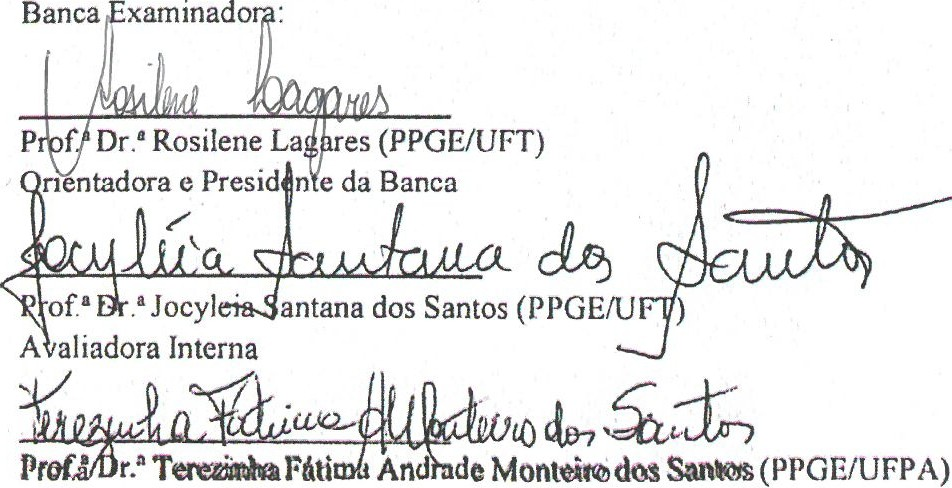 Banca Examinadora:
Rosilene Lagares
Prof.ª Dr.ª Rosilene Lagares (PPGE/UFT)
Orientadora e Presidente da Banca
Jocyléia Santana dos Santos
Prof.ª Dr.ª Jocyleia Santana dos Santos (PPGE/UFT)
Avaliadora Interna
Terezinha Fátima A Monteiro dos Santos
Prof.ª Dr.ª Terezinha Fátima Andrade Monteiro dos Santos (PPGE/UFPA)